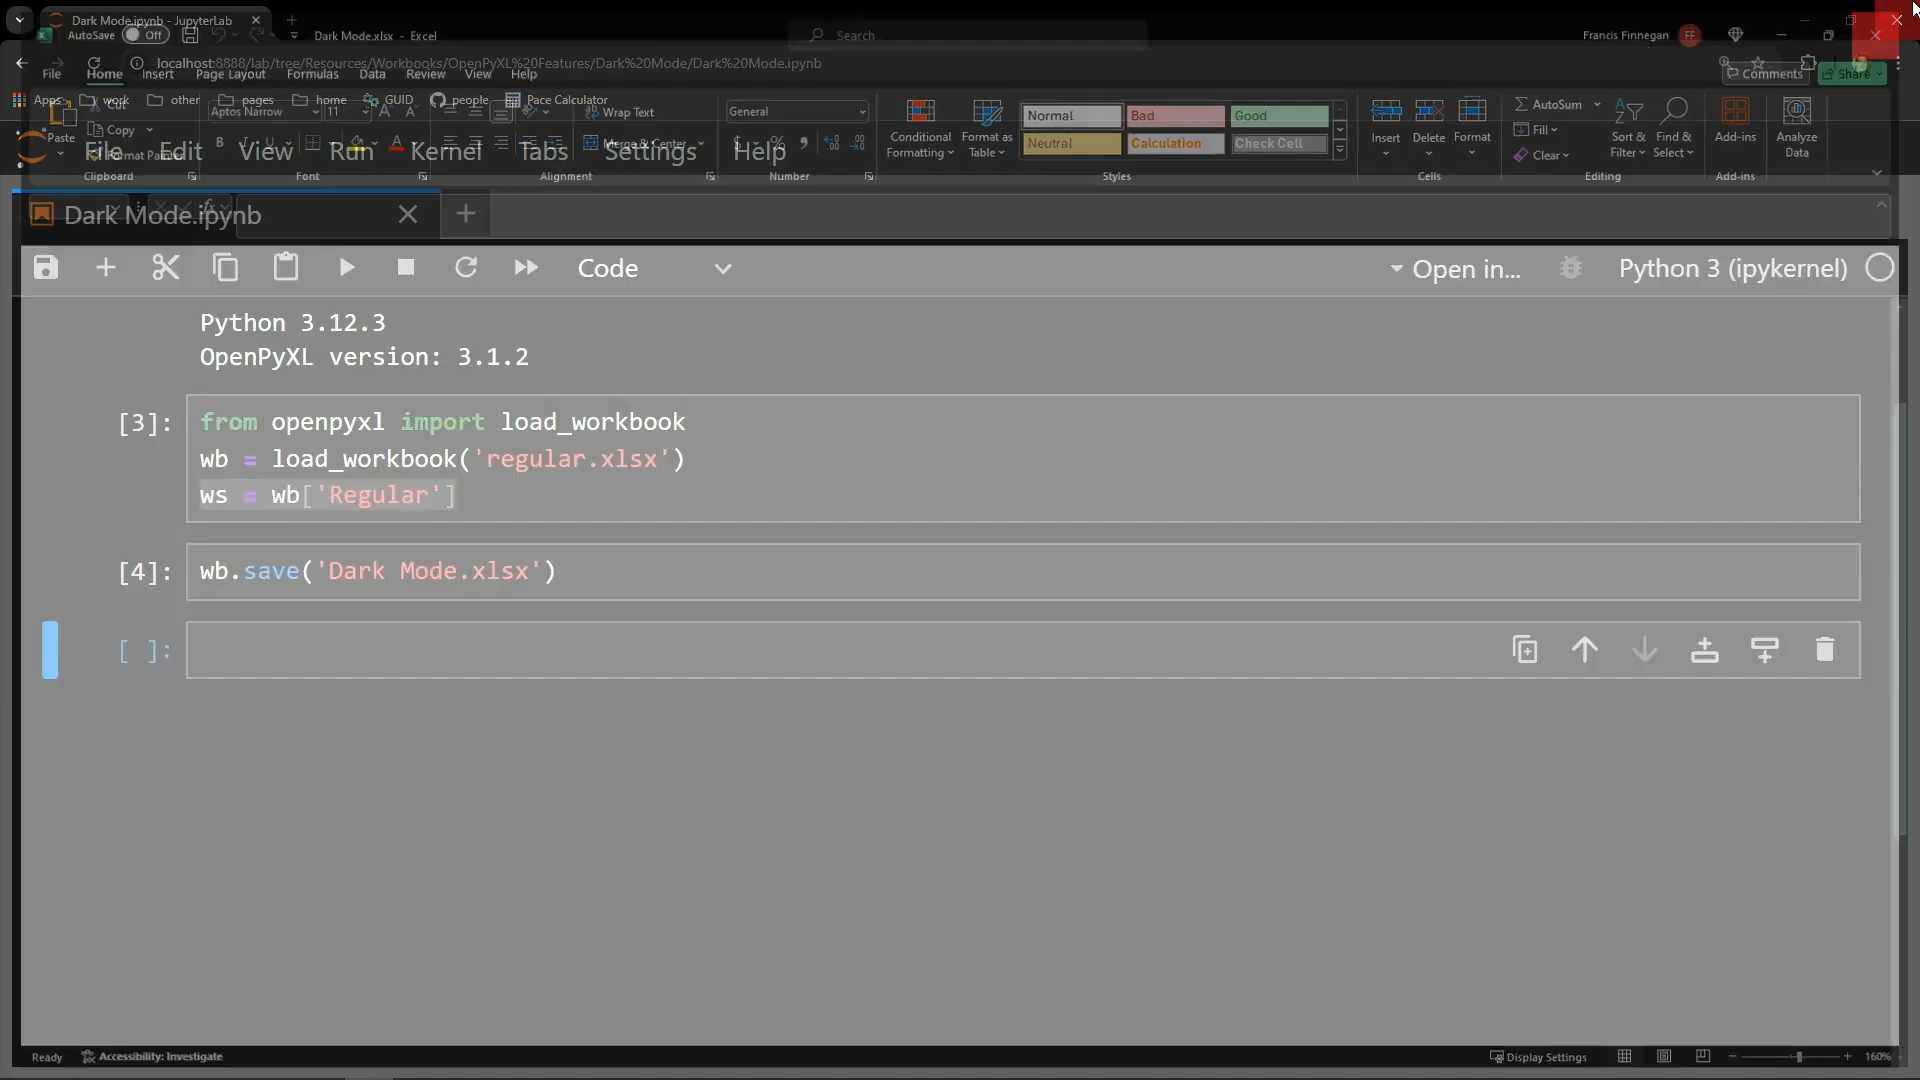 Dark Mode.ipynb - JupyterLab
AutoSave Off Dark Mode.xlsx - Excel Search Francis Finnegan FF
localhost:8888/lab/tree/Resources/Workbooks/OpenPyXL%20Features/Dark%20Mode/Dark%20Mode.ipynb
File Home Insert Page Layout Formulas Data Review View Help Comments Share
Apps work other pages home GUID people Pace Calculator
Cut Aptos Narrow 11 A A Wrap Text General Normal Bad Good AutoSum
Paste Copy Conditional Formatting Format as Table Insert Delete Format Fill Sort & Filter Find & Select Add-ins Analyze Data
Format Painter B I U Merge & Center $ % Neutral Calculation Check Cell Clear
File Edit View Run Kernel Tabs Settings Help
Clipboard Font Alignment Number Styles Cells Editing Add-ins
Dark Mode.ipynb
Code Open in... Python 3 (ipykernel)
Python 3.12.3
OpenPyXL version: 3.1.2
[3]: from openpyxl import load_workbook
wb = load_workbook('regular.xlsx')
ws = wb['Regular']
[4]: wb.save('Dark Mode.xlsx')
[ ]:
Ready Accessibility: Investigate Display Settings 160%